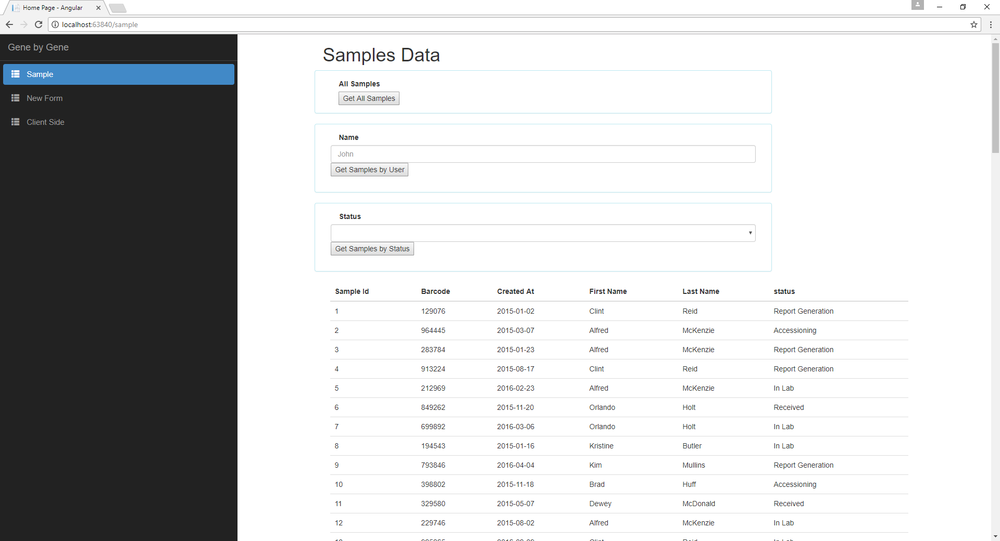 Home Page - Angular
localhost:63840/sample
Gene by Gene
Sample
New Form
Client Side
Samples Data
All Samples
Get All Samples
Name
John
Get Samples by User
Status
Get Samples by Status
Sample Id Barcode Created At First Name Last Name status
1 129076 2015-01-02 Clint Reid Report Generation
2 964445 2015-03-07 Alfred McKenzie Accessioning
3 283784 2015-01-23 Alfred McKenzie Report Generation
4 913224 2015-08-17 Clint Reid Report Generation
5 212969 2016-02-23 Alfred McKenzie In Lab
6 849262 2015-11-20 Orlando Holt Received
7 699892 2016-03-06 Orlando Holt In Lab
8 194543 2015-01-16 Kristine Butler In Lab
9 793846 2016-04-04 Kim Mullins Report Generation
10 398802 2015-11-18 Brad Huff Accessioning
11 329580 2015-05-07 Dewey McDonald Received
12 229746 2015-08-02 Alfred McKenzie In Lab
Clint Reid In Lab